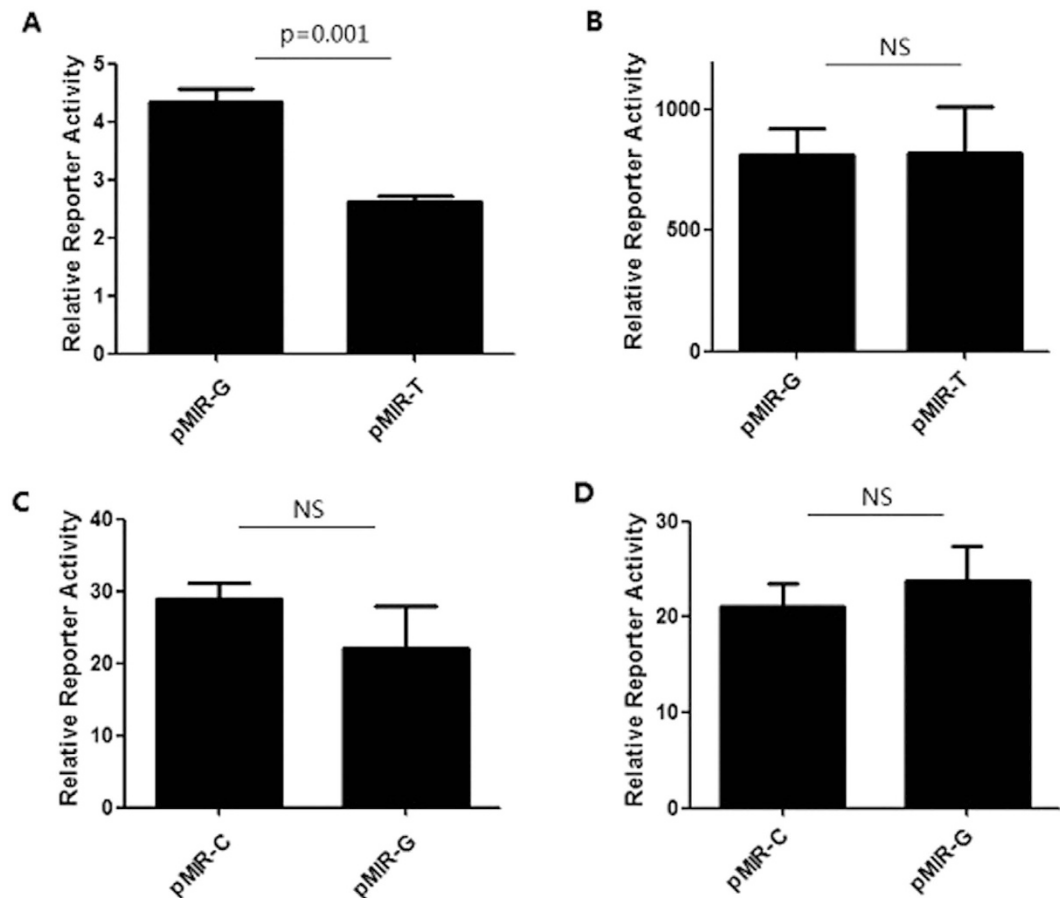 A
p=0.001
Relative Reporter Activity
5
4
3
2
1
0
pMIR-G
pMIR-T
B
NS
Relative Reporter Activity
1000
500
0
pMIR-G
pMIR-T
C
NS
Relative Reporter Activity
40
30
20
10
0
pMIR-C
pMIR-G
D
NS
Relative Reporter Activity
30
20
10
0
pMIR-C
pMIR-G